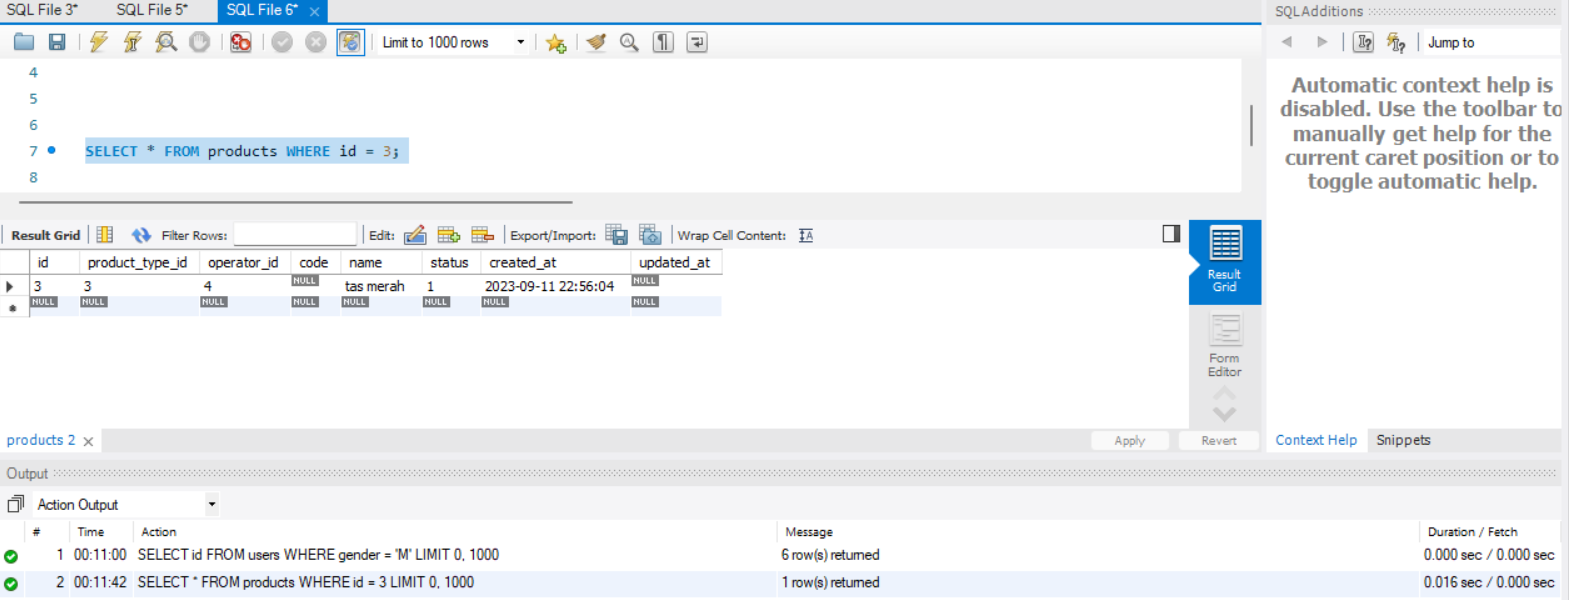 SQL File 3* SQL File 5* SQL File 6* ×
SQLAdditions
Limit to 1000 rows
Jump to
4
5
6
7 SELECT * FROM products WHERE id = 3;
8
Automatic context help is
disabled. Use the toolbar to
manually get help for the
current caret position or to
toggle automatic help.
Result Grid Filter Rows: Edit: Export/Import: Wrap Cell Content:
id product_type_id operator_id code name status created_at updated_at
3 3 4 NULL tas merah 1 2023-09-11 22:56:04 NULL
NULL NULL NULL NULL NULL NULL NULL NULL
Result
Grid
Form
Editor
products 2 ×
Apply Revert
Context Help Snippets
Output
Action Output
# Time Action Message Duration / Fetch
1 00:11:00 SELECT id FROM users WHERE gender = 'M' LIMIT 0, 1000 6 row(s) returned 0.000 sec / 0.000 sec
2 00:11:42 SELECT * FROM products WHERE id = 3 LIMIT 0, 1000 1 row(s) returned 0.016 sec / 0.000 sec